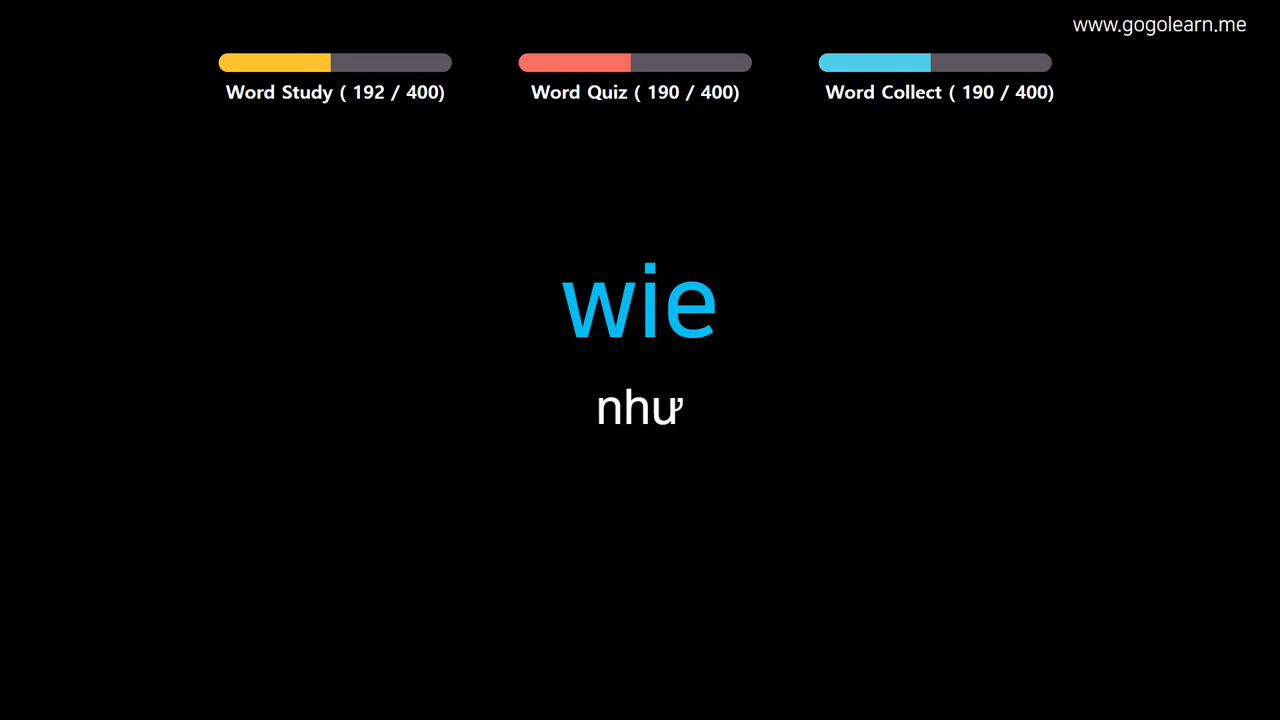 www.gogolearn.me
Word Study ( 192 / 400)
Word Quiz ( 190 / 400)
Word Collect ( 190 / 400)
wie
như